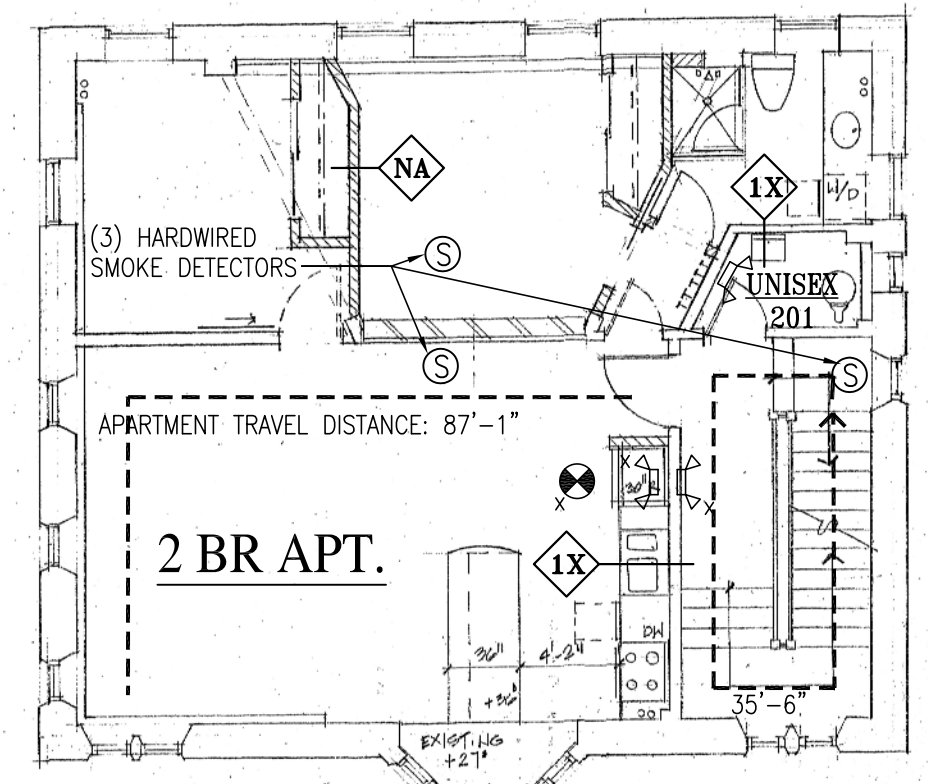 NA
1X
W/D
(3) HARDWIRED
SMOKE DETECTORS
S
UNISEX
201
S
S
APARTMENT TRAVEL DISTANCE: 87'-1"
X
30"
X
X
2 BR APT.
1X
DW
36"
4'-2"
+36"
35'-6"
EXISTING
+27"